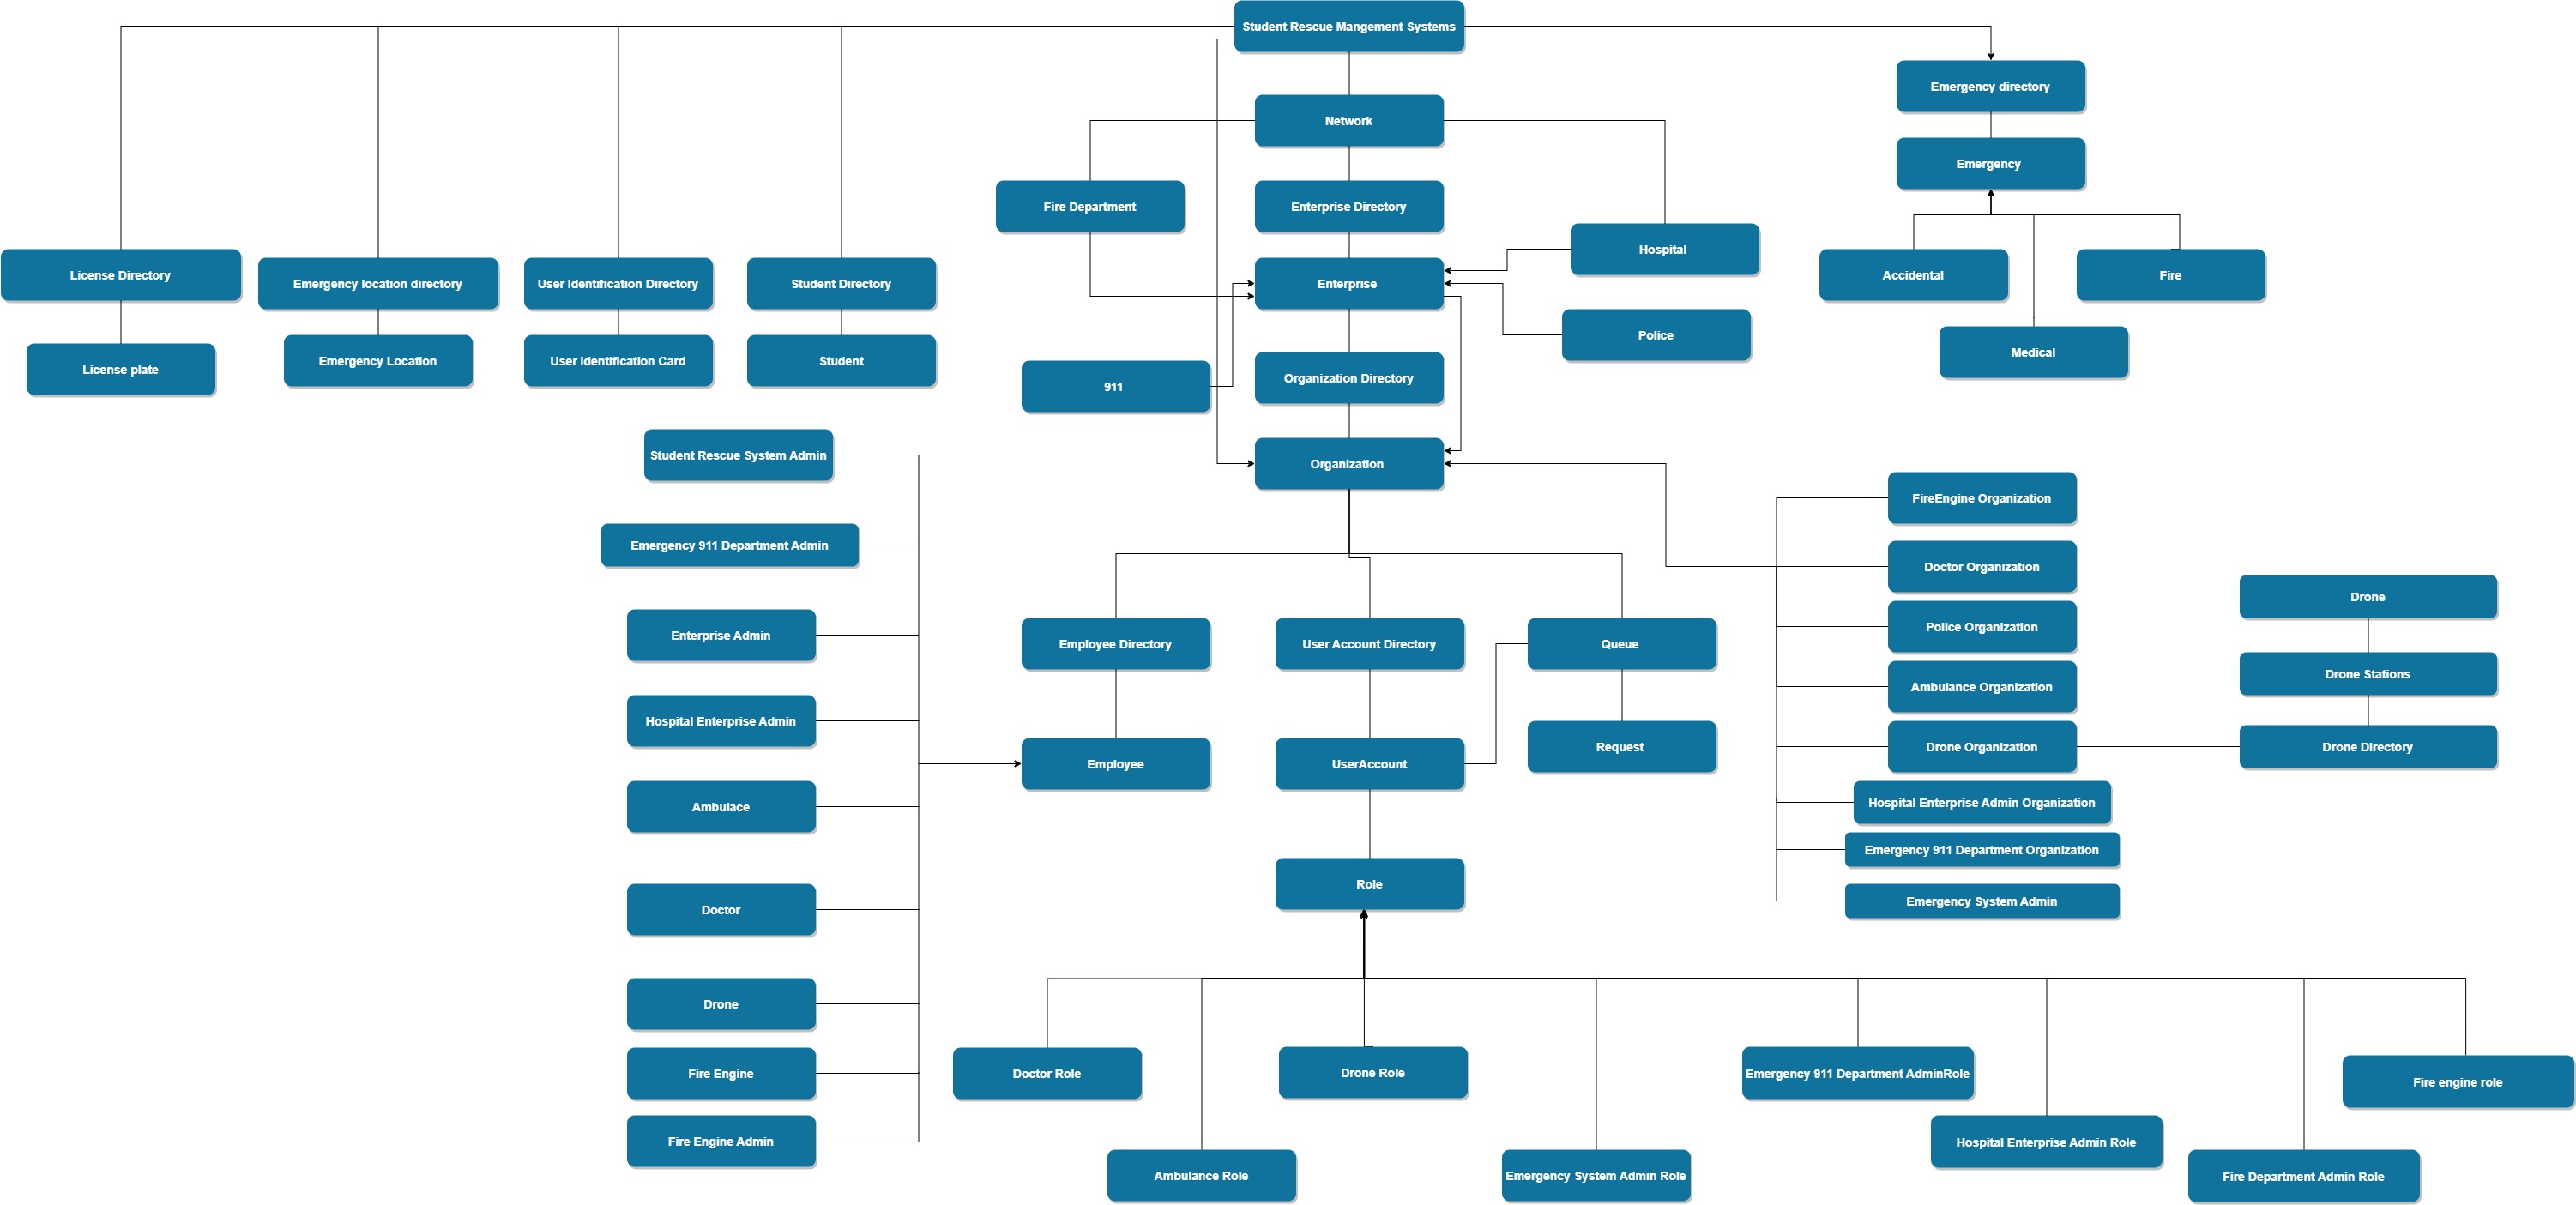 Student Rescue Mangement Systems
Emergency directory
Network
Emergency
Fire Department
Enterprise Directory
Hospital
License Directory
Emergency location directory
User Identification Directory
Student Directory
Enterprise
Accidental
Fire
Police
Medical
License plate
Emergency Location
User Identification Card
Student
911
Organization Directory
Student Rescue System Admin
Organization
FireEngine Organization
Emergency 911 Department Admin
Doctor Organization
Drone
Enterprise Admin
Police Organization
Employee Directory
User Account Directory
Queue
Drone Stations
Ambulance Organization
Hospital Enterprise Admin
Request
Drone Organization
Drone Directory
Employee
UserAccount
Hospital Enterprise Admin Organization
Ambulace
Emergency 911 Department Organization
Role
Emergency System Admin
Doctor
Drone
Fire Engine
Doctor Role
Drone Role
Emergency 911 Department AdminRole
Fire engine role
Fire Engine Admin
Hospital Enterprise Admin Role
Ambulance Role
Emergency System Admin Role
Fire Department Admin Role